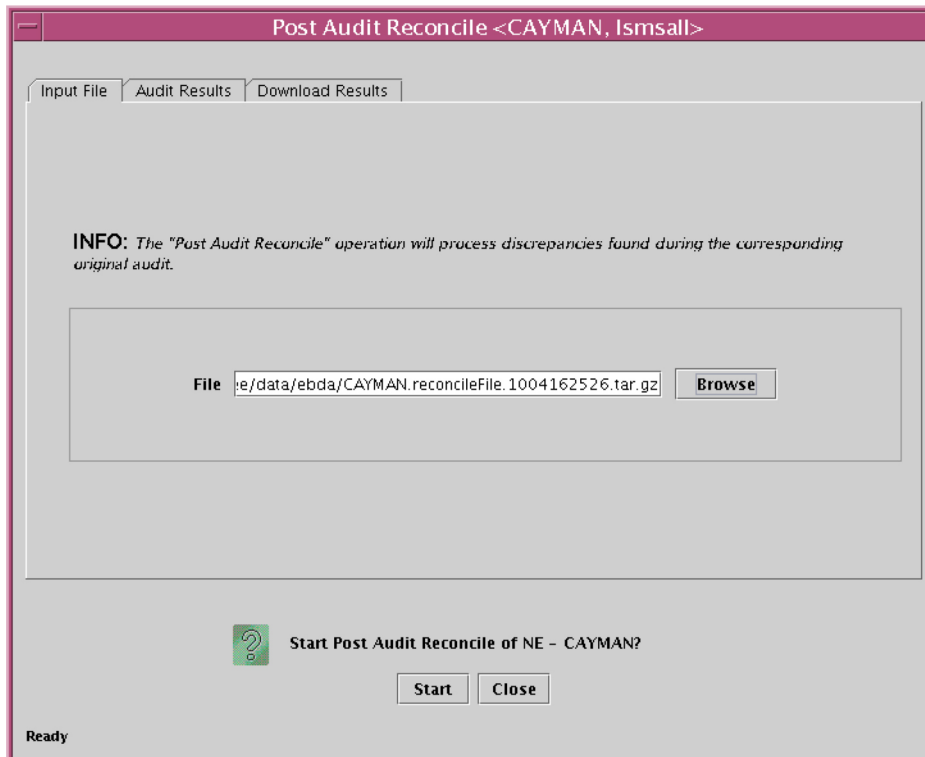 Post Audit Reconcile <CAYMAN, lsmsall>
Input File Audit Results Download Results
INFO: The "Post Audit Reconcile" operation will process discrepancies found during the corresponding
original audit.
File :e/data/ebda/CAYMAN.reconcileFile.1004162526.tar.gz Browse
Start Post Audit Reconcile of NE - CAYMAN?
Start Close
Ready